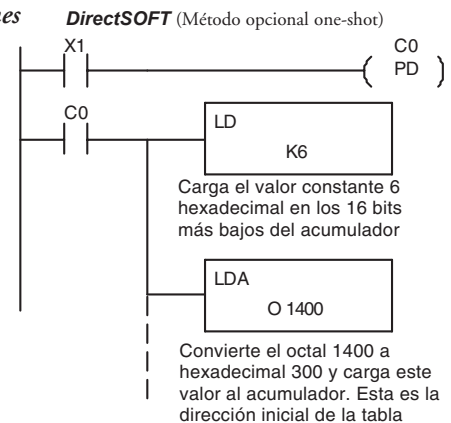 DirectSOFT (Método opcional one-shot)
X1
C0
PD
C0
LD
K6
Carga el valor constante 6
hexadecimal en los 16 bits
más bajos del acumulador
LDA
O 1400
Convierte el octal 1400 a
hexadecimal 300 y carga este
valor al acumulador. Esta es la
dirección inicial de la tabla